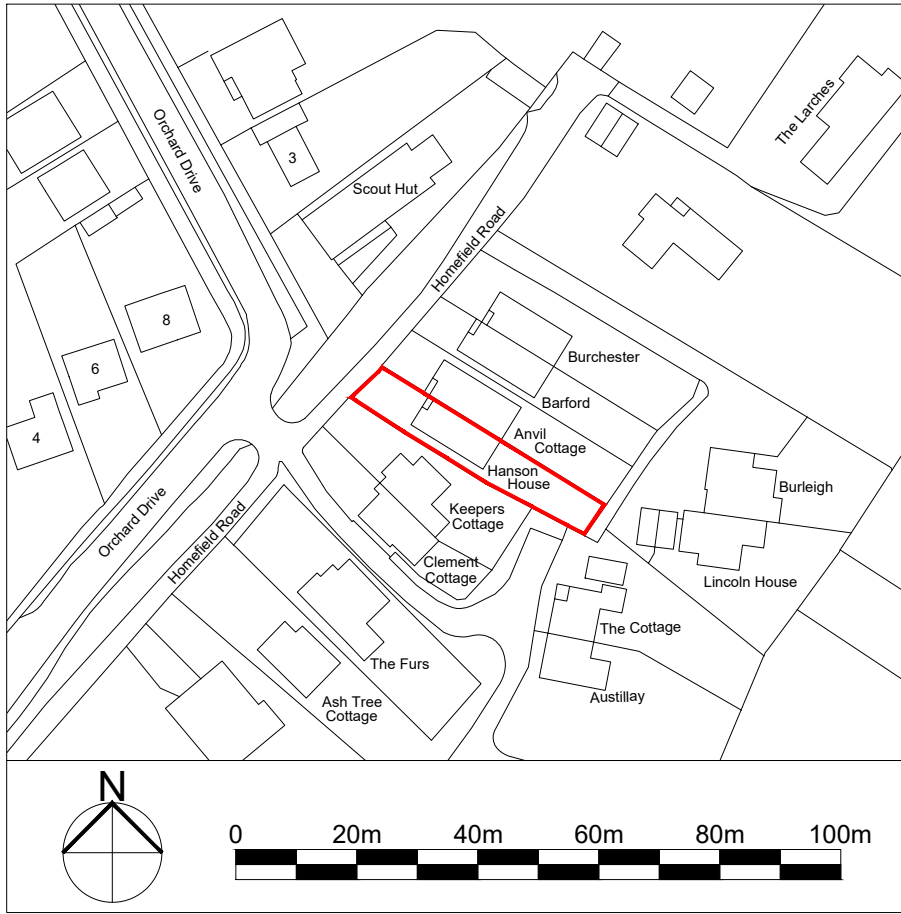 Orchard Drive
3
Scout Hut
The Larches
Homefield Road
8
6
4
Burchester
Barford
Anvil
Cottage
Hanson
House
Keepers
Cottage
Clement
Cottage
Burleigh
Lincoln House
Orchard Drive
Homefield Road
The Cottage
The Furs
Austillay
Ash Tree
Cottage
N
0 20m 40m 60m 80m 100m